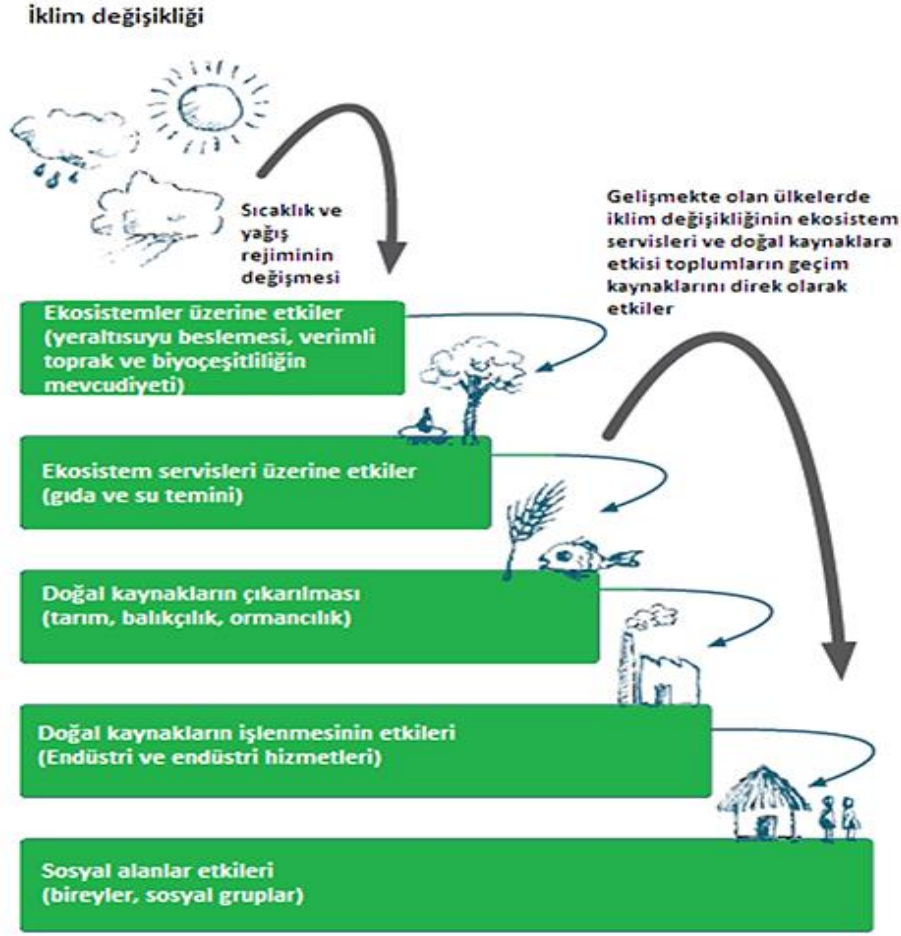 İklim değişikliği
Sıcaklık ve
yağış
rejiminin
değişmesi
Gelişmekte olan ülkelerde
iklim değişikliğinin ekosistem
servisleri ve doğal kaynaklara
etkisi toplumların geçim
kaynaklarını direk olarak
etkiler
Ekosistemler üzerine etkiler
(yeraltısuyu beslemesi, verimli
toprak ve biyoçeşitliliğin
mevcudiyeti)
Ekosistem servisleri üzerine etkiler
(gıda ve su temini)
Doğal kaynakların çıkarılması
(tarım, balıkçılık, ormancılık)
Doğal kaynakların işlenmesinin etkileri
(Endüstri ve endüstri hizmetleri)
Sosyal alanlar etkileri
(bireyler, sosyal gruplar)